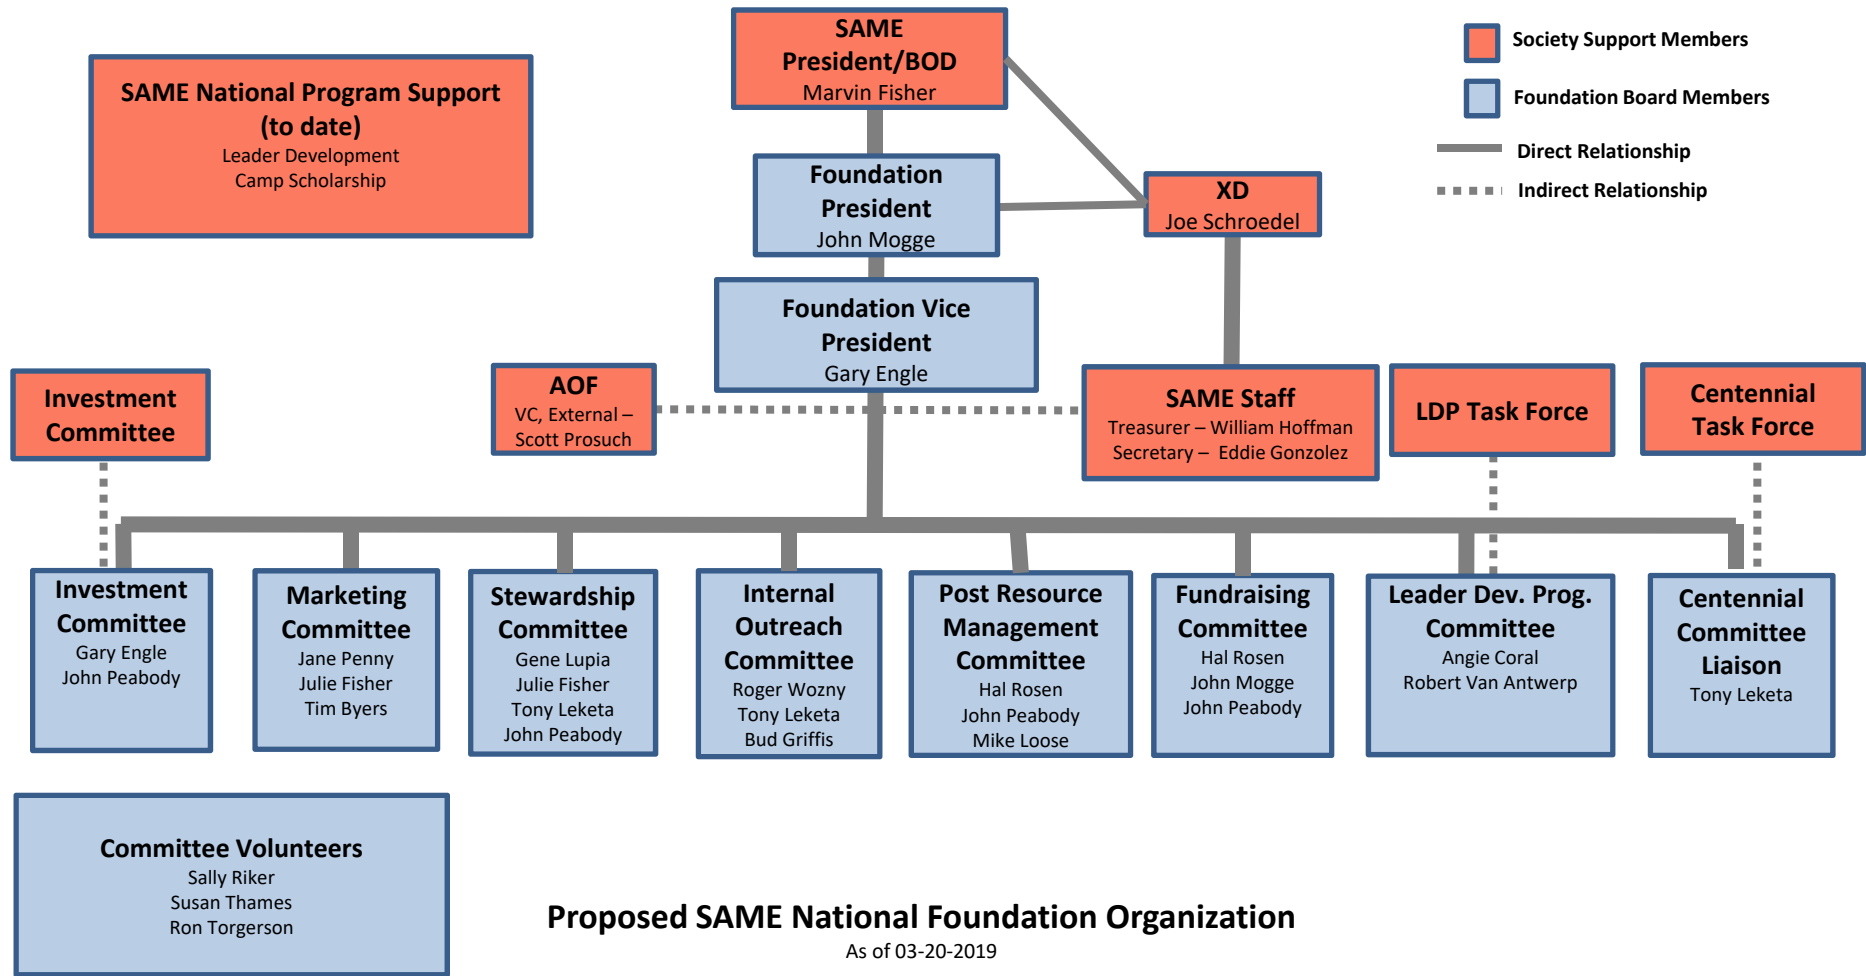 SAME
President/BOD
Marvin Fisher
Society Support Members
Foundation Board Members
Direct Relationship
Indirect Relationship
SAME National Program Support
(to date)
Leader Development
Camp Scholarship
Foundation
President
John Mogge
XD
Joe Schroedel
Foundation Vice
President
Gary Engle
Investment
Committee
AOF
VC, External –
Scott Prosuch
SAME Staff
Treasurer – William Hoffman
Secretary – Eddie Gonzolez
LDP Task Force
Centennial
Task Force
Investment
Committee
Gary Engle
John Peabody
Marketing
Committee
Jane Penny
Julie Fisher
Tim Byers
Stewardship
Committee
Gene Lupia
Julie Fisher
Tony Leketa
John Peabody
Internal
Outreach
Committee
Roger Wozny
Tony Leketa
Bud Griffis
Post Resource
Management
Committee
Hal Rosen
John Peabody
Mike Loose
Fundraising
Committee
Hal Rosen
John Mogge
John Peabody
Leader Dev. Prog.
Committee
Angie Coral
Robert Van Antwerp
Centennial
Committee
Liaison
Tony Leketa
Committee Volunteers
Sally Riker
Susan Thames
Ron Torgerson
Proposed SAME National Foundation Organization
As of 03-20-2019